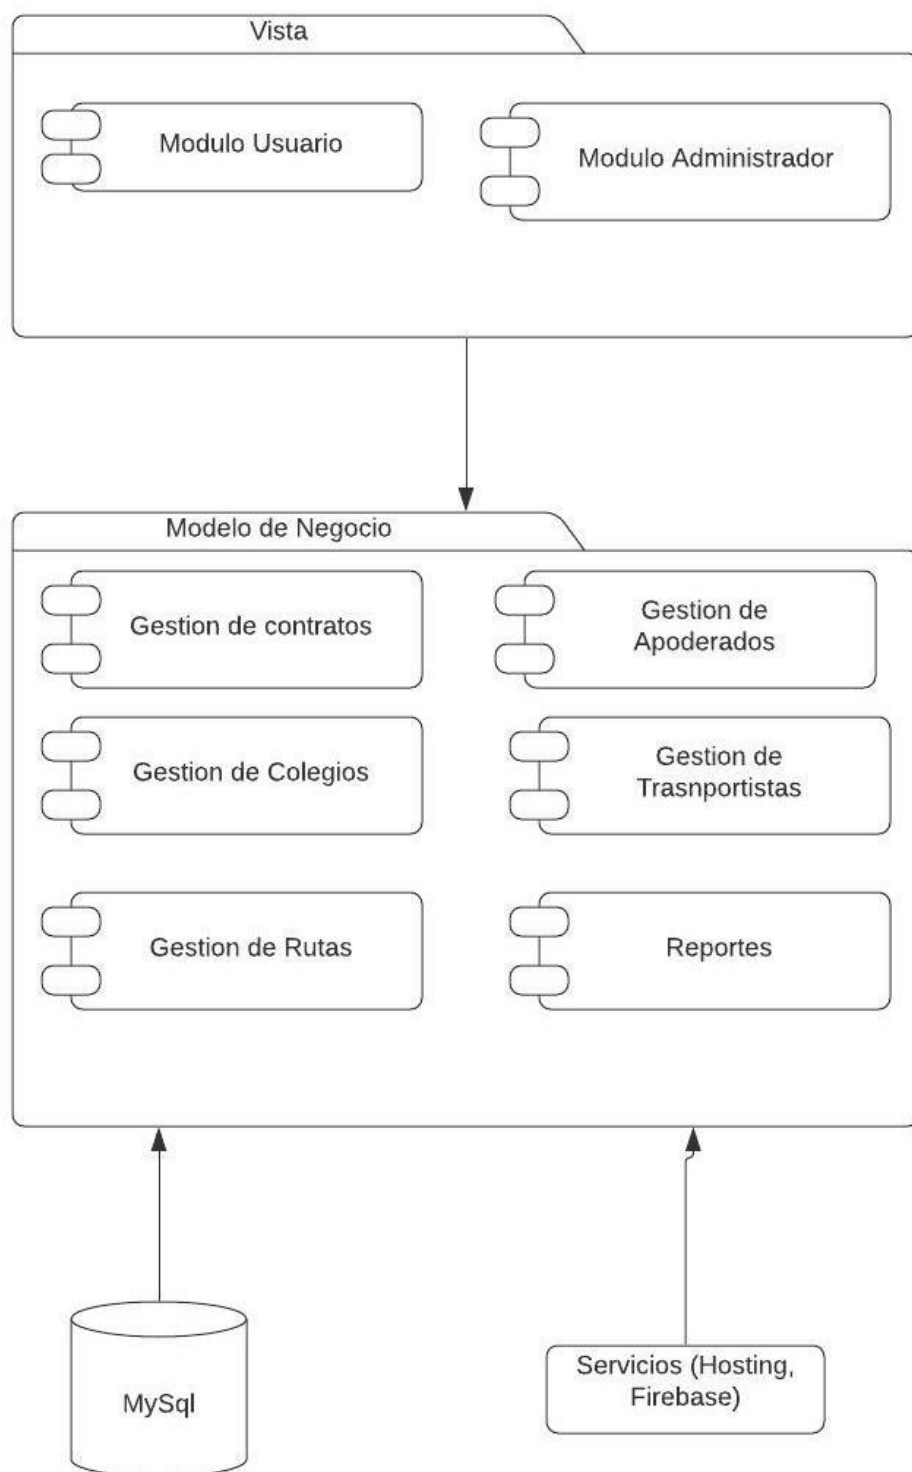 Vista
Modulo Usuario
Modulo Administrador
Modelo de Negocio
Gestion de contratos
Gestion de
Apoderados
Gestion de Colegios
Gestion de
Trasnportistas
Gestion de Rutas
Reportes
MySql
Servicios (Hosting,
Firebase)